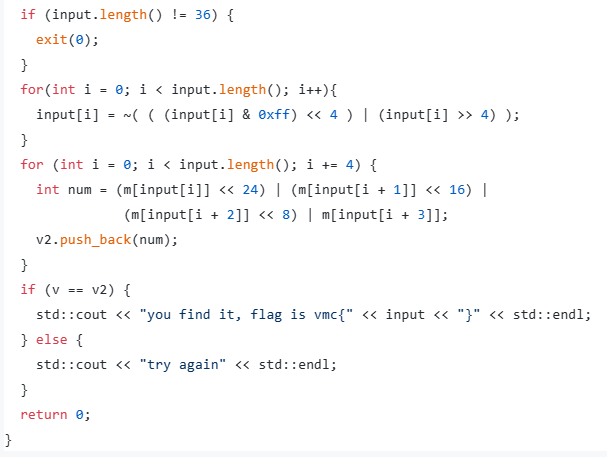 if (input.length() != 36) {
exit(0);
}
for(int i = 0; i < input.length(); i++){
input[i] = ~( ( (input[i] & 0xff) << 4 ) | (input[i] >> 4) );
}
for (int i = 0; i < input.length(); i += 4) {
int num = (m[input[i]] << 24) | (m[input[i + 1]] << 16) |
(m[input[i + 2]] << 8) | m[input[i + 3]];
v2.push_back(num);
}
if (v == v2) {
std::cout << "you find it, flag is vmc{" << input << "}" << std::endl;
} else {
std::cout << "try again" << std::endl;
}
return 0;
}